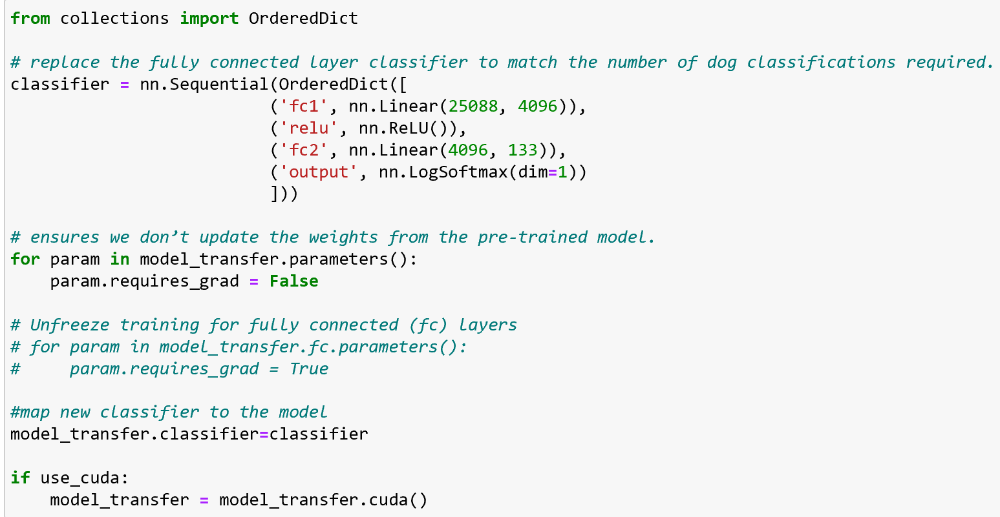 from collections import OrderedDict
# replace the fully connected layer classifier to match the number of dog classifications required.
classifier = nn.Sequential(OrderedDict([
                          ('fc1', nn.Linear(25088, 4096)),
                          ('relu', nn.ReLU()),
                          ('fc2', nn.Linear(4096, 133)),
                          ('output', nn.LogSoftmax(dim=1))
                          ]))
# ensures we don’t update the weights from the pre-trained model.
for param in model_transfer.parameters():
    param.requires_grad = False
# Unfreeze training for fully connected (fc) layers
# for param in model_transfer.fc.parameters():
#     param.requires_grad = True
#map new classifier to the model
model_transfer.classifier=classifier
if use_cuda:
    model_transfer = model_transfer.cuda()